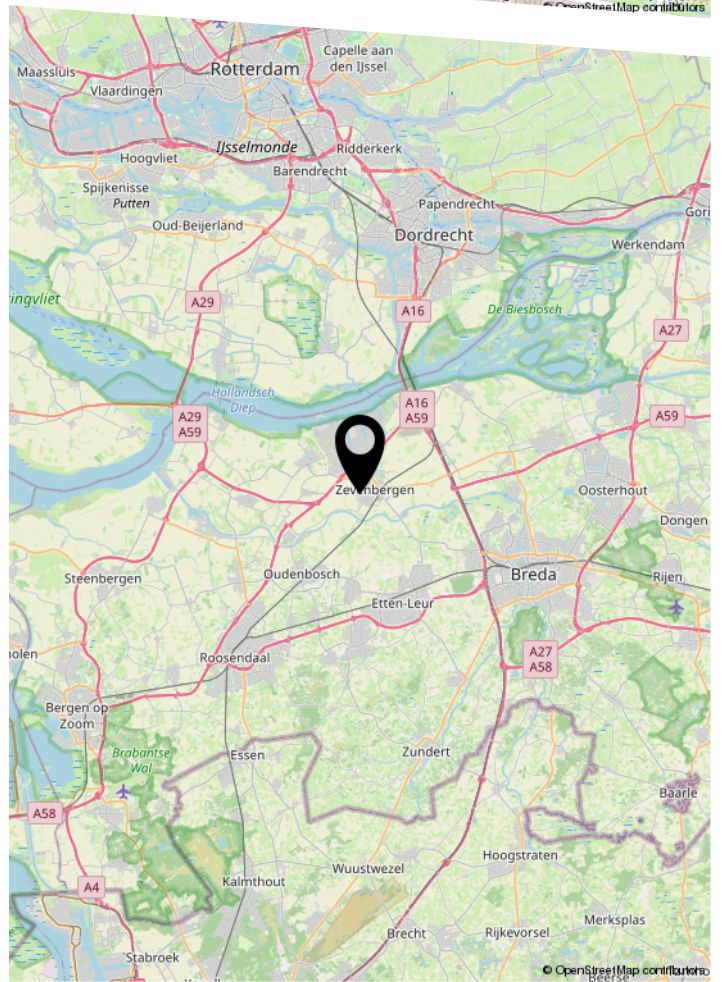 © OpenStreetMap contributors
Capelle aan
den IJssel
Rotterdam
Maassluis
Vlaardingen
IJsselmonde
Ridderkerk
Hoogvliet
Barendrecht
Spijkenisse
Putten
Papendrecht
Oud-Beijerland
Dordrecht
Werkendam
A29
A16
De Biesbosch
A27
Hollandsch
Diep
A29
A59
A16
A59
A59
Zevenbergen
Oosterhout
Dongen
Steenbergen
Oudenbosch
Breda
Rijen
Etten-Leur
Roosendaal
A27
A58
Bergen op
Zoom
Brabantse
Wal
Essen
Zundert
Baarle
A58
Hoogstraten
Wuustwezel
Kalmthout
A4
Merksplas
Brecht
Rijkevorsel
Stabroek
© OpenStreetMap contributors